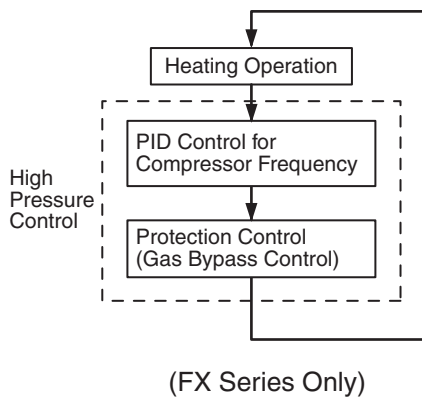 Heating Operation
PID Control for
Compressor Frequency
High
Pressure
Control
Protection Control
(Gas Bypass Control)
(FX Series Only)